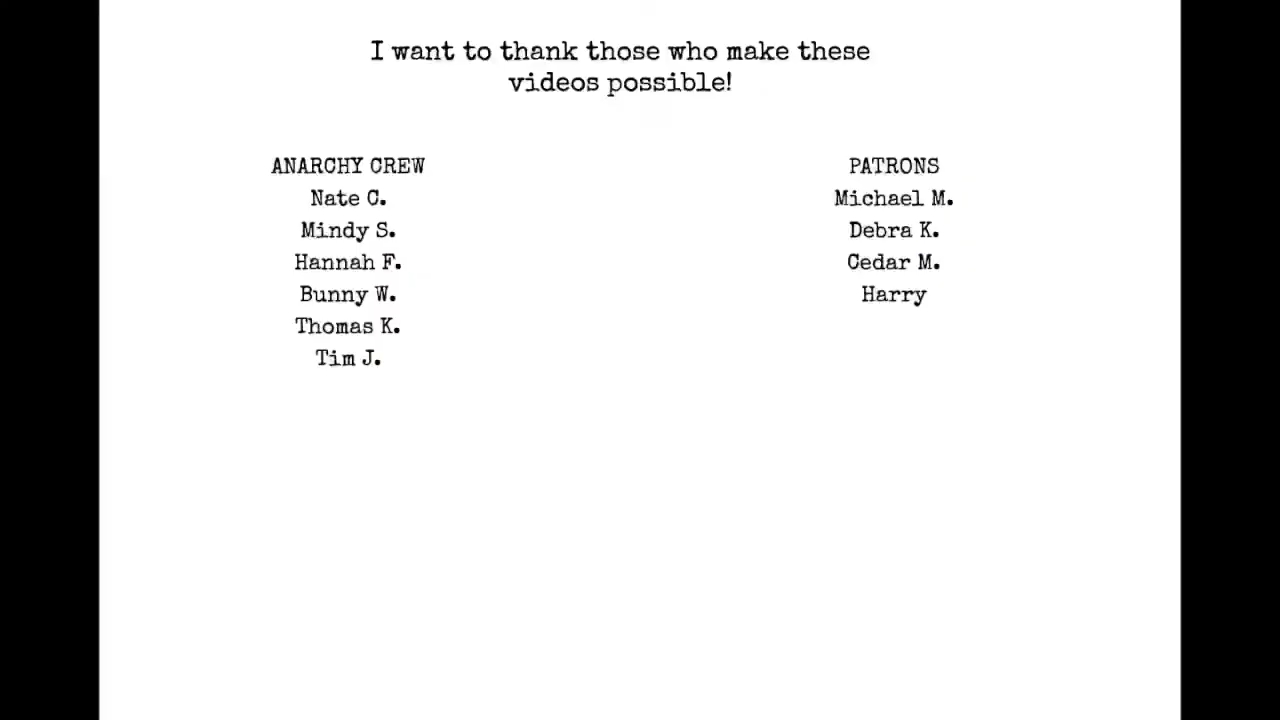 I want to thank those who make these
videos possible!
ANARCHY CREW
Nate C.
Mindy S.
Hannah F.
Bunny W.
Thomas K.
Tim J.
PATRONS
Michael M.
Debra K.
Cedar M.
Harry